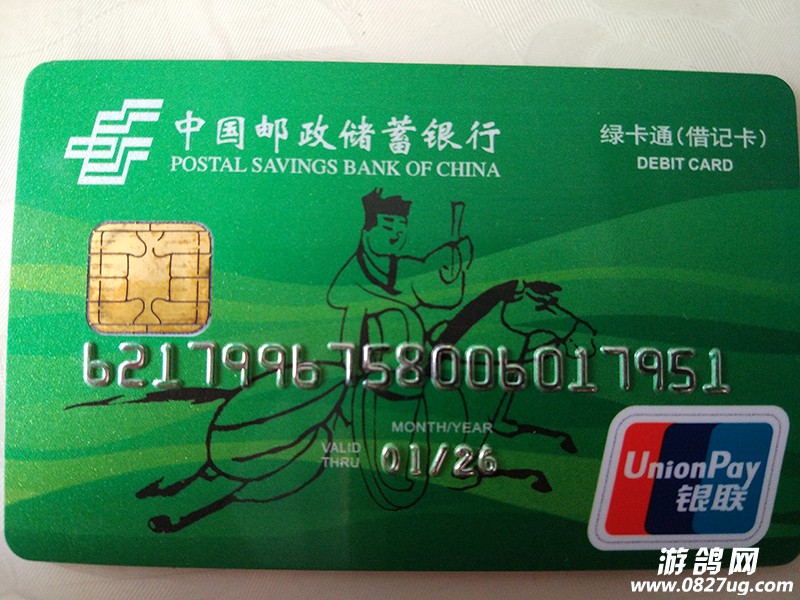 中国邮政储蓄银行
POSTAL SAVINGS BANK OF CHINA
绿卡通(借记卡)
DEBIT CARD
6217996758006017951
MONTH/YEAR
VALID
THRU
01/26
UnionPay
银联
游鸽网
www.0827ug.com